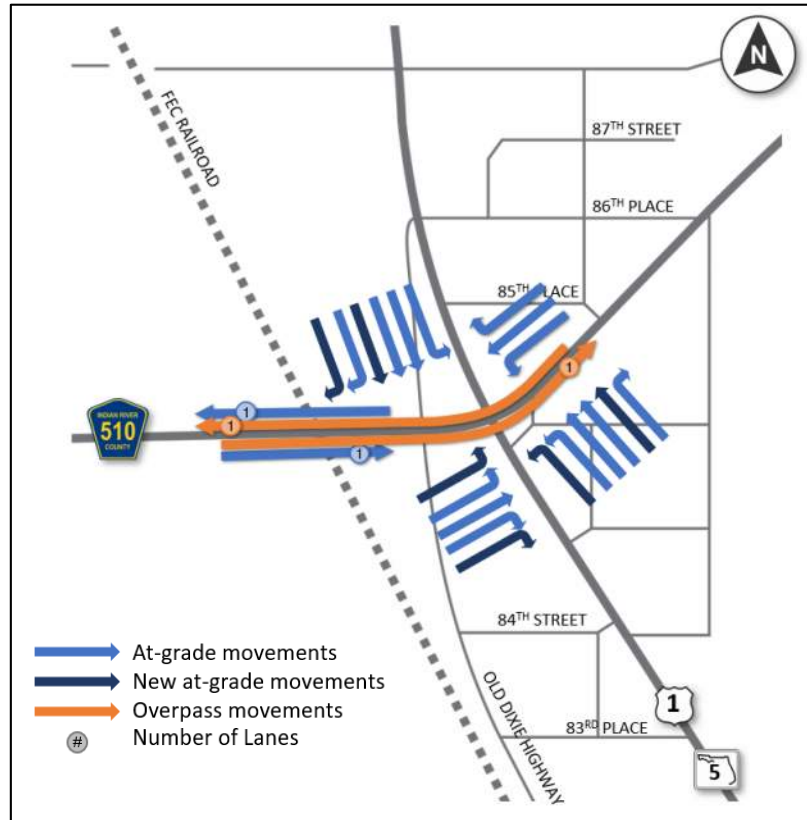 N
FEC RAILROAD
87TH STREET
86TH PLACE
85TH PLACE
1
1
INDIAN RIVER
510
COUNTY
1
1
84TH STREET
At-grade movements
New at-grade movements
Overpass movements
# Number of Lanes
OLD DIXIE HIGHWAY
1
83RD PLACE
5